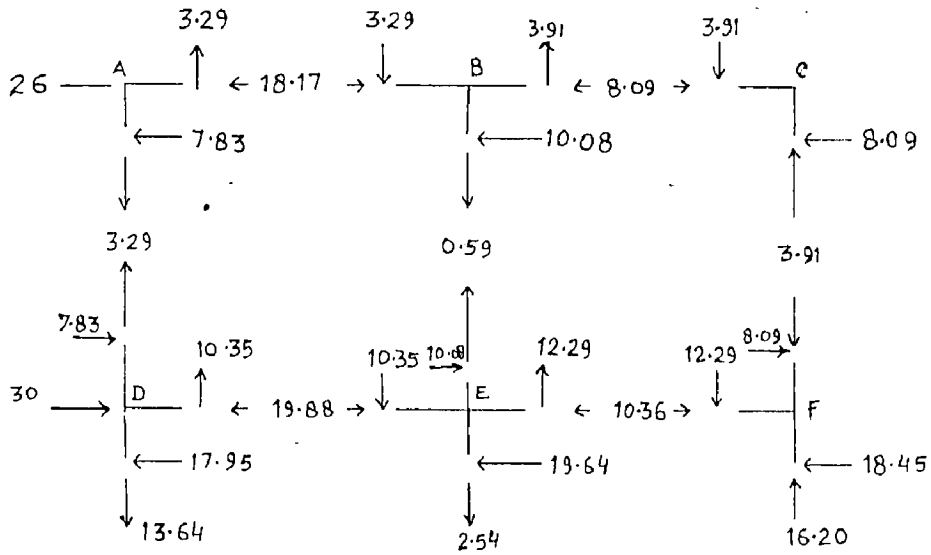 3.29 3.29 3.91 3.91
26 A 18.17 B 8.09 C
7.83 10.08 8.09
3.29 0.59 3.91
7.83 10.35 10.35 10.08 12.29 12.29 8.09
30 D 19.88 E 10.36 F
17.95 19.64 18.45
13.64 2.54 16.20